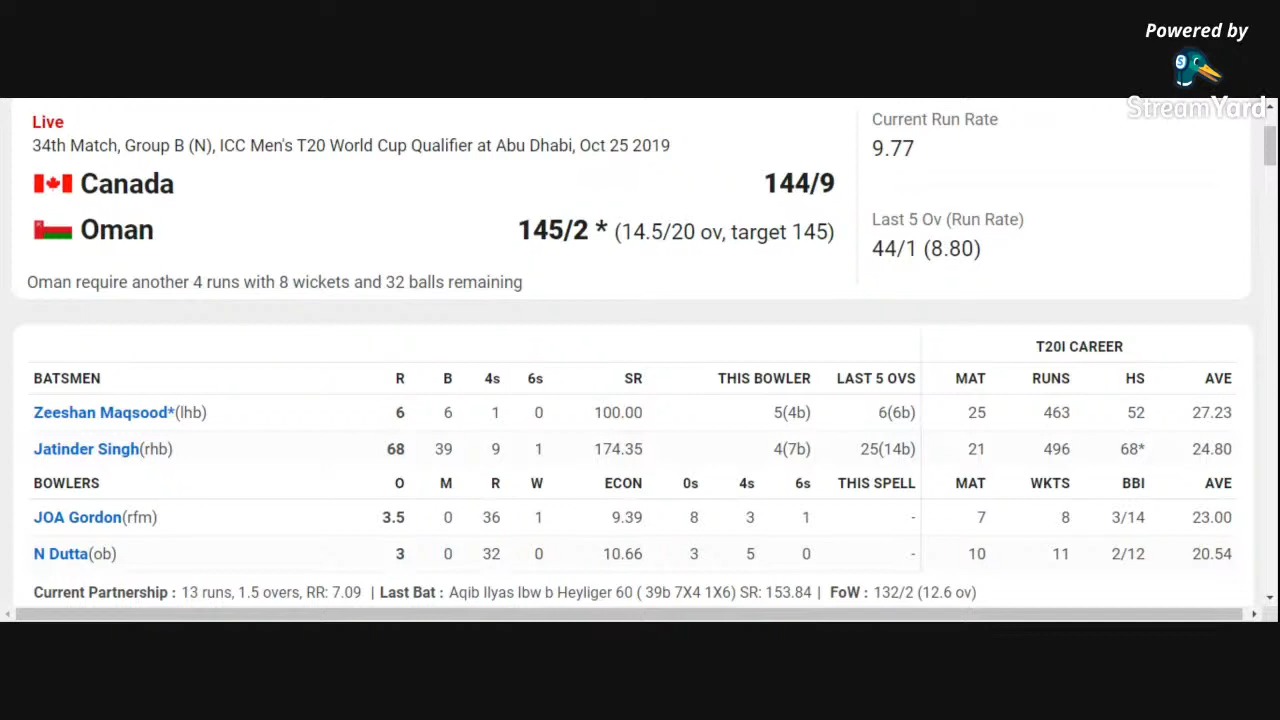 Powered by
StreamYard
Live
34th Match, Group B (N), ICC Men's T20 World Cup Qualifier at Abu Dhabi, Oct 25 2019
Canada 144/9
Oman 145/2 * (14.5/20 ov, target 145)
Oman require another 4 runs with 8 wickets and 32 balls remaining
Current Run Rate
9.77
Last 5 Ov (Run Rate)
44/1 (8.80)
T20I CAREER
BATSMEN R B 4s 6s SR THIS BOWLER LAST 5 OVS MAT RUNS HS AVE
Zeeshan Maqsood*(lhb) 6 6 1 0 100.00 5(4b) 6(6b) 25 463 52 27.23
Jatinder Singh(rhb) 68 39 9 1 174.35 4(7b) 25(14b) 21 496 68* 24.80
BOWLERS O M R W ECON 0s 4s 6s THIS SPELL MAT WKTS BBI AVE
JOA Gordon(rfm) 3.5 0 36 1 9.39 8 3 1 - 7 8 3/14 23.00
N Dutta(ob) 3 0 32 0 10.66 3 5 0 - 10 11 2/12 20.54
Current Partnership : 13 runs, 1.5 overs, RR: 7.09 | Last Bat : Aqib Ilyas lbw b Heyliger 60 ( 39b 7X4 1X6) SR: 153.84 | FoW : 132/2 (12.6 ov)